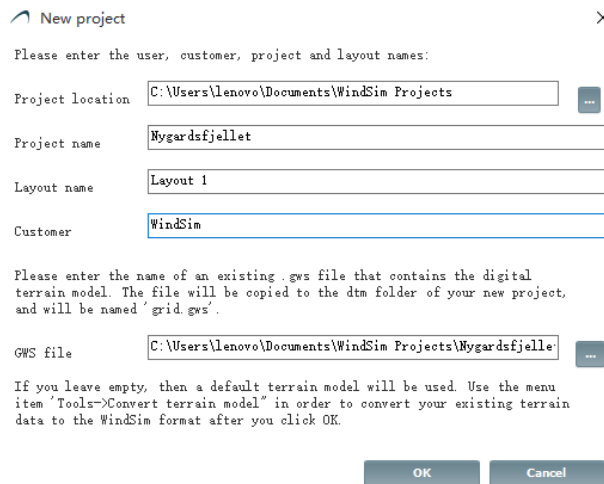 New project
Please enter the user, customer, project and layout names:
Project location C:\Users\lenovo\Documents\WindSim Projects ...
Project name Nygardsfjellet
Layout name Layout 1
Customer WindSim
Please enter the name of an existing .gws file that contains the digital
terrain model. The file will be copied to the dtm folder of your new project,
and will be named 'grid.gws'.
GWS file C:\Users\lenovo\Documents\WindSim Projects\Nygardsfjelle ...
If you leave empty, then a default terrain model will be used. Use the menu
item 'Tools->Convert terrain model" in order to convert your existing terrain
data to the WindSim format after you click OK.
OK Cancel